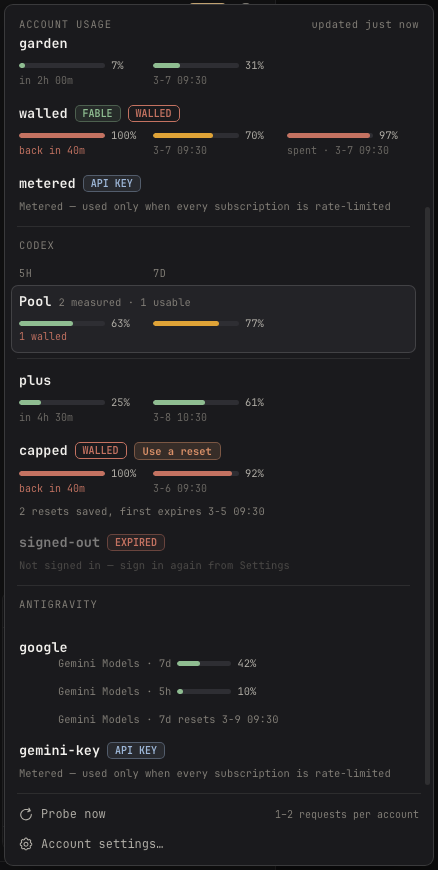 ACCOUNT USAGE updated just now
garden
7% 31%
in 2h 00m 3-7 09:30
walled FABLE WALLED
100% 70% 97%
back in 40m 3-7 09:30 spent · 3-7 09:30
metered API KEY
Metered — used only when every subscription is rate-limited
CODEX
5H 7D
Pool 2 measured · 1 usable
63% 77%
1 walled
plus
25% 61%
in 4h 30m 3-8 10:30
capped WALLED Use a reset
100% 92%
back in 40m 3-6 09:30
2 resets saved, first expires 3-5 09:30
signed-out EXPIRED
Not signed in — sign in again from Settings
ANTIGRAVITY
google
Gemini Models · 7d 42%
Gemini Models · 5h 10%
Gemini Models · 7d resets 3-9 09:30
gemini-key API KEY
Metered — used only when every subscription is rate-limited
Probe now 1–2 requests per account
Account settings…